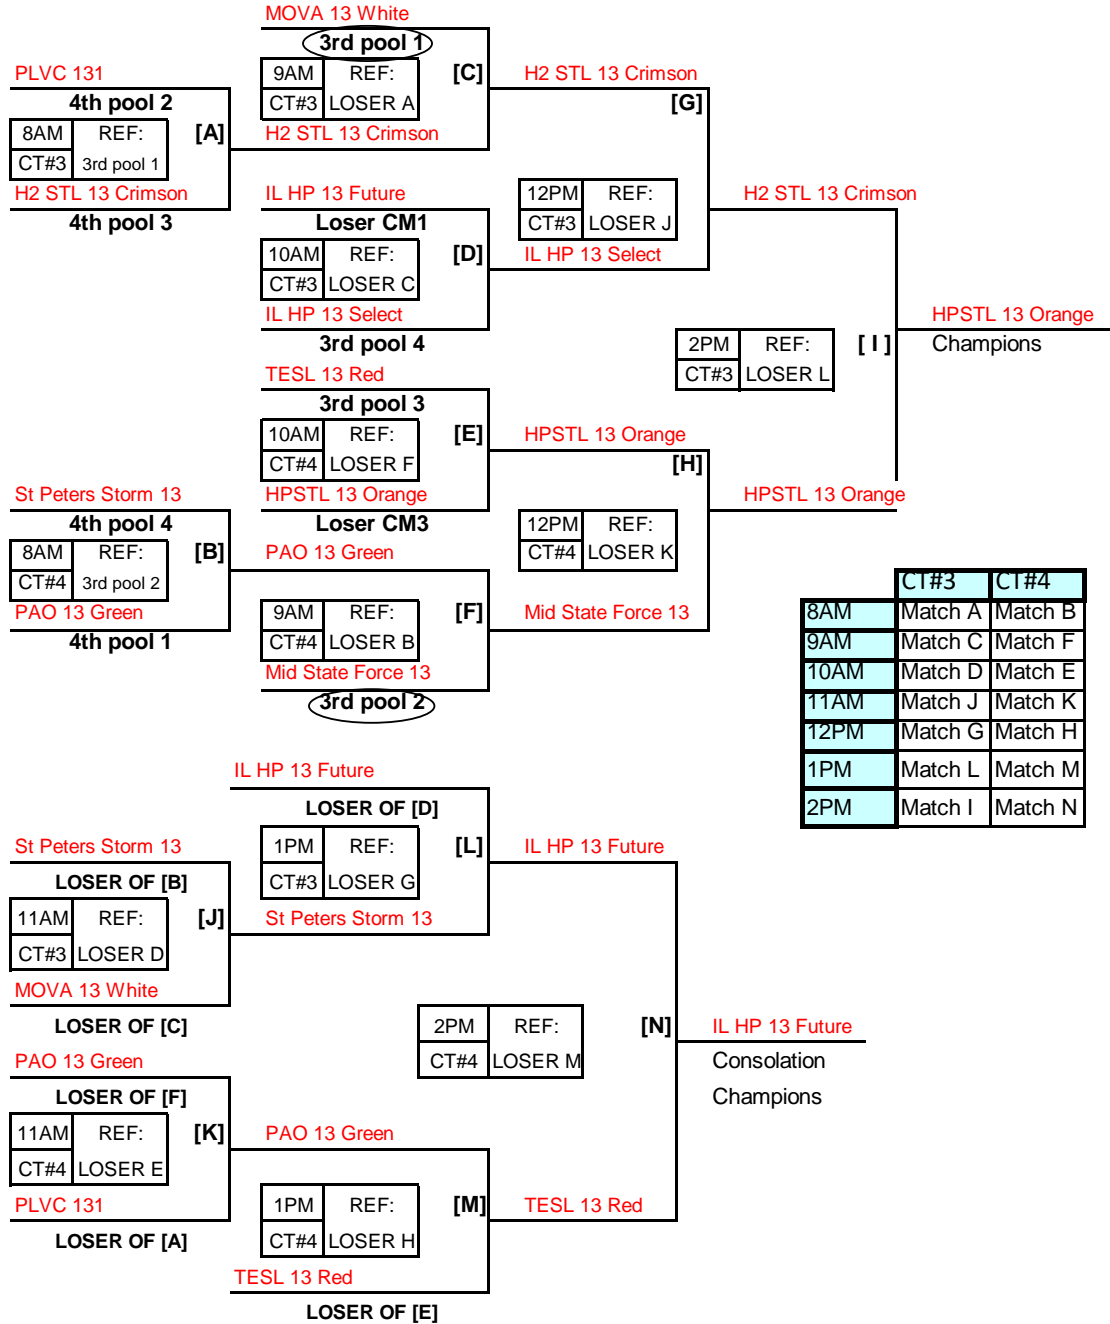 MOVA 13 White
3rd pool 1
PLVC 131
9AM REF: [C] H2 STL 13 Crimson
4th pool 2
CT#3 LOSER A [G]
8AM REF: [A] H2 STL 13 Crimson
CT#3 3rd pool 1
H2 STL 13 Crimson IL HP 13 Future 12PM REF: H2 STL 13 Crimson
4th pool 3 Loser CM1 CT#3 LOSER J
10AM REF: [D] IL HP 13 Select
CT#3 LOSER C
IL HP 13 Select HPSTL 13 Orange
3rd pool 4 2PM REF: [ I ] Champions
TESL 13 Red CT#3 LOSER L
3rd pool 3
10AM REF: [E] HPSTL 13 Orange
CT#4 LOSER F [H]
St Peters Storm 13 HPSTL 13 Orange HPSTL 13 Orange
4th pool 4 Loser CM3 12PM REF:
8AM REF: [B] PAO 13 Green CT#4 LOSER K
CT#4 3rd pool 2 CT#3 CT#4
PAO 13 Green 9AM REF: [F] Mid State Force 13 8AM Match A Match B
4th pool 1 CT#4 LOSER B 9AM Match C Match F
Mid State Force 13 10AM Match D Match E
3rd pool 2 11AM Match J Match K
12PM Match G Match H
IL HP 13 Future 1PM Match L Match M
LOSER OF [D] 2PM Match I Match N
St Peters Storm 13 1PM REF: [L] IL HP 13 Future
LOSER OF [B] CT#3 LOSER G
11AM REF: [J] St Peters Storm 13
CT#3 LOSER D
MOVA 13 White
LOSER OF [C] 2PM REF: [N] IL HP 13 Future
PAO 13 Green CT#4 LOSER M Consolation
LOSER OF [F] Champions
11AM REF: [K] PAO 13 Green
CT#4 LOSER E
PLVC 131 1PM REF: [M] TESL 13 Red
LOSER OF [A] CT#4 LOSER H
TESL 13 Red
LOSER OF [E]